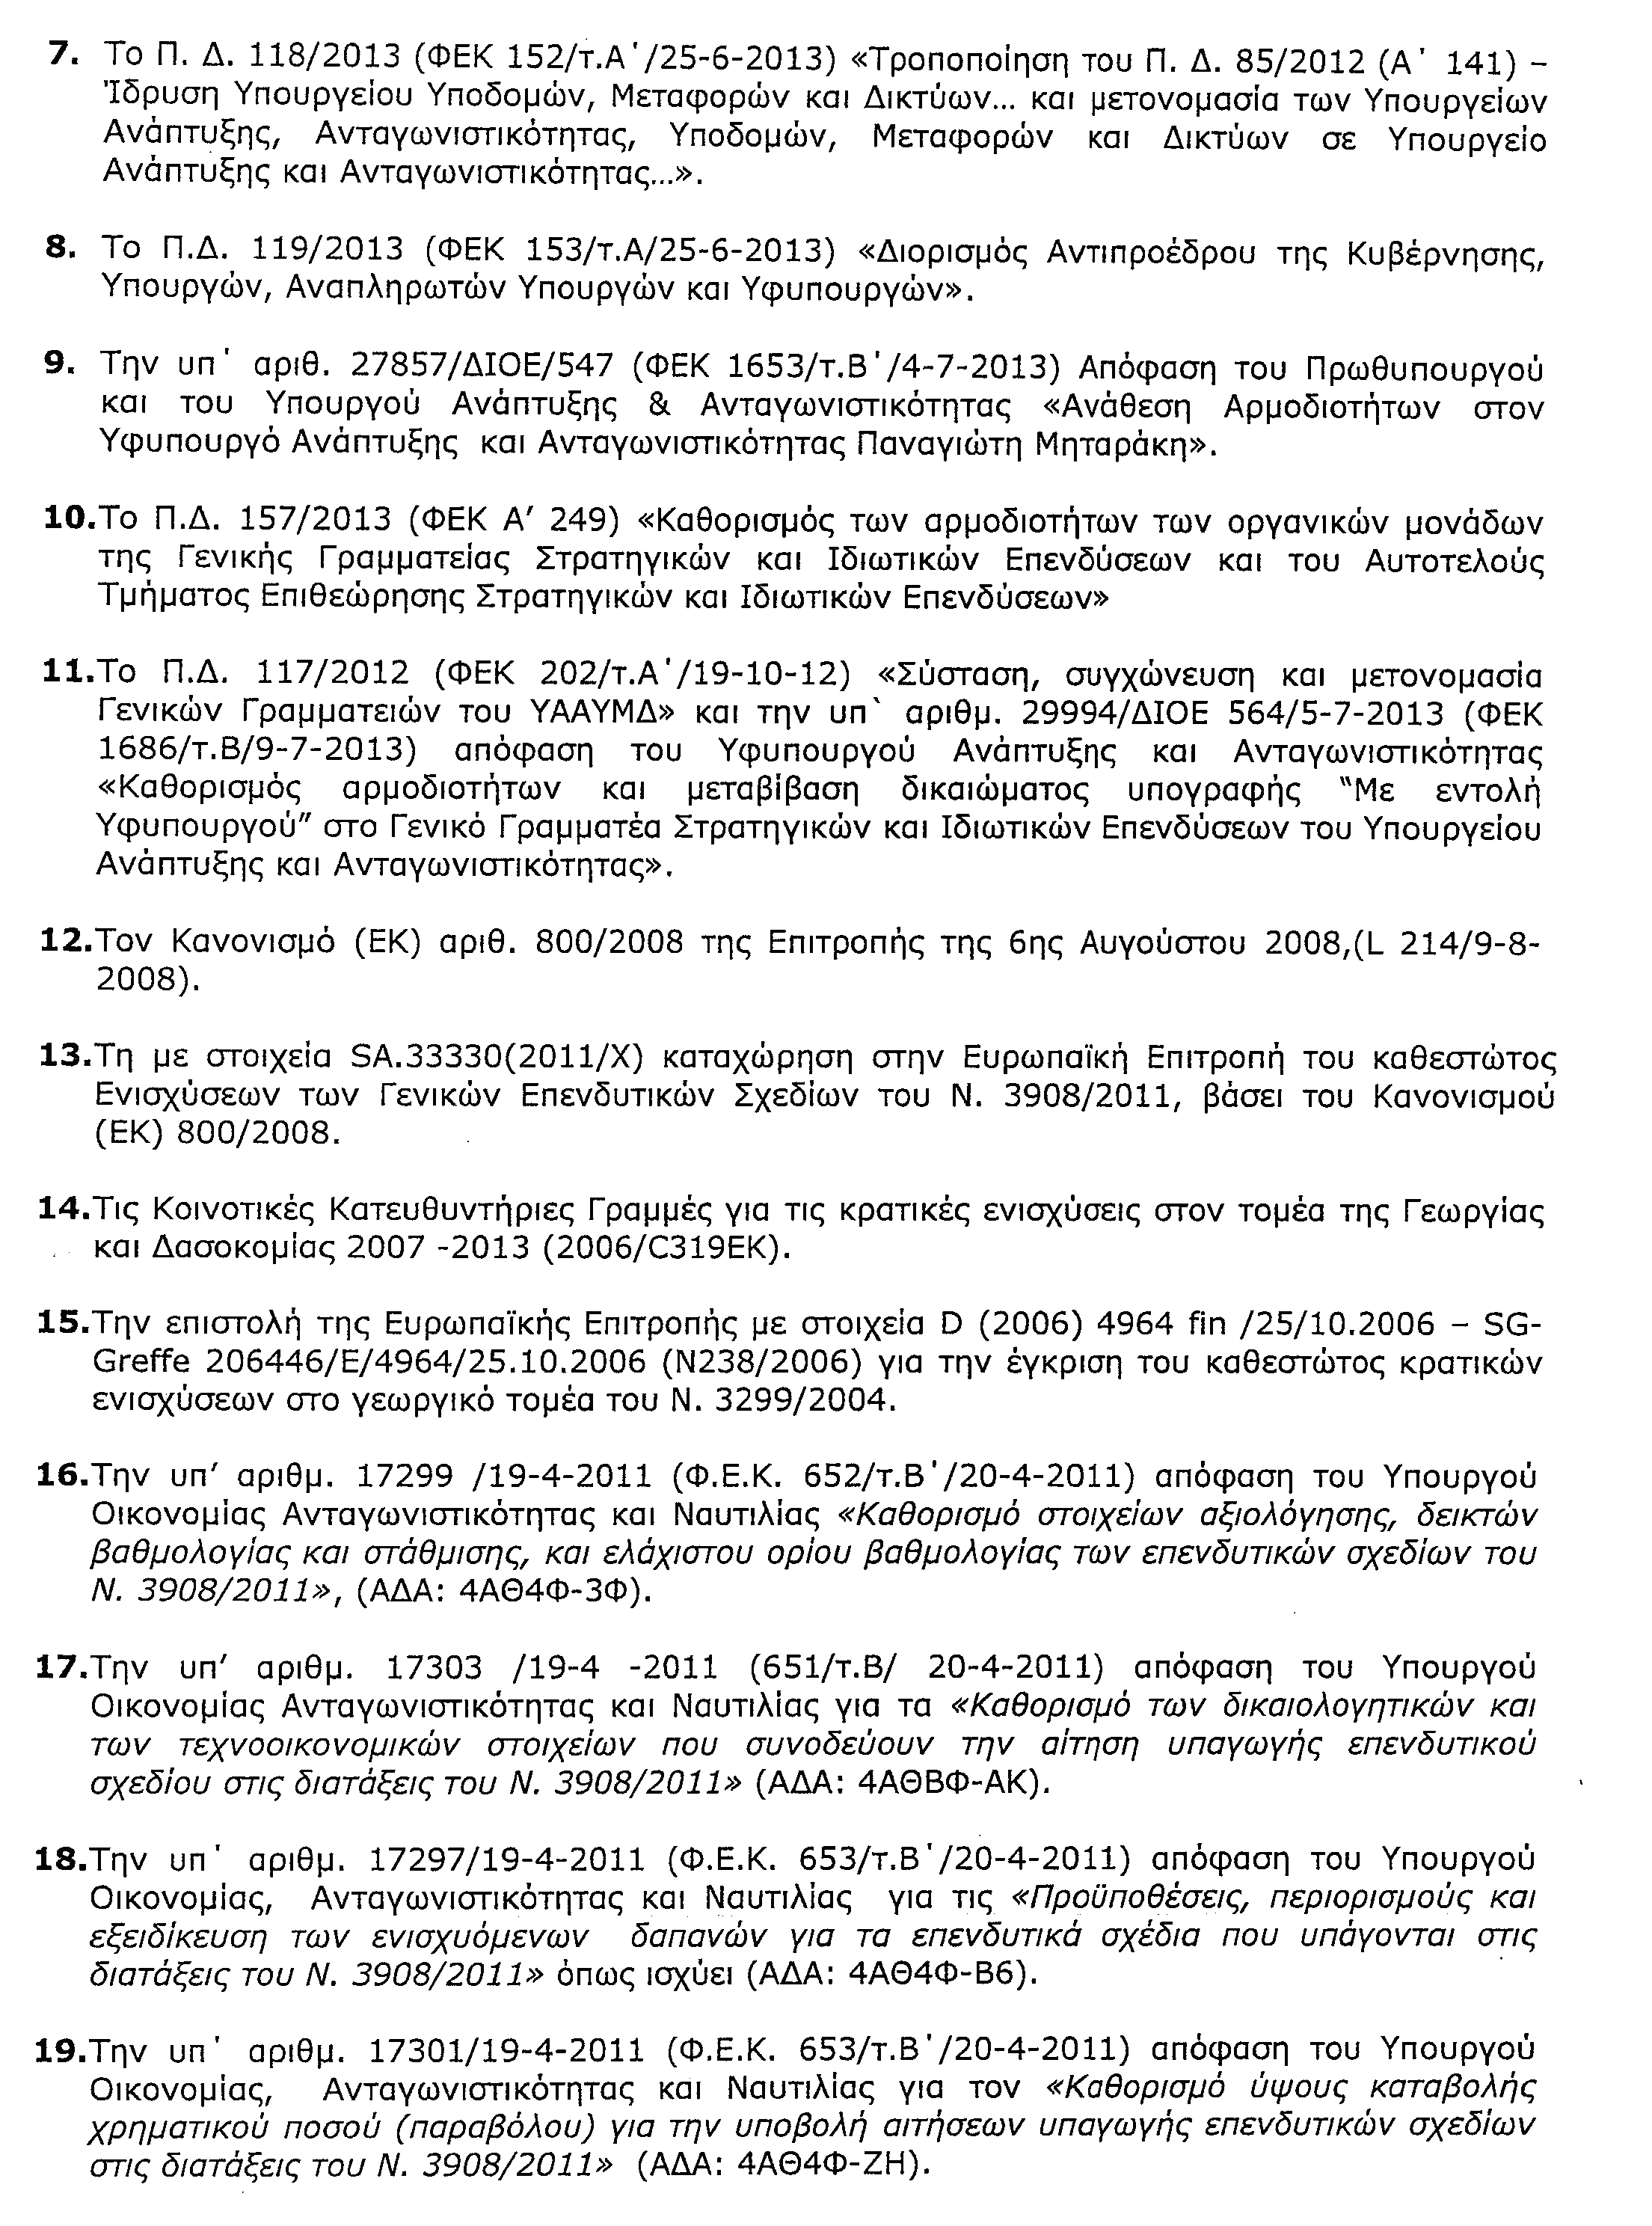 7. Το Π. Δ. 118/2013 (ΦΕΚ 152/τ.Α΄/25-6-2013) «Τροποποίηση του Π. Δ. 85/2012 (Α΄ 141) –
Ίδρυση Υπουργείου Υποδομών, Μεταφορών και Δικτύων... και μετονομασία των Υπουργείων
Ανάπτυξης, Ανταγωνιστικότητας, Υποδομών, Μεταφορών και Δικτύων σε Υπουργείο
Ανάπτυξης και Ανταγωνιστικότητας...».
8. Το Π.Δ. 119/2013 (ΦΕΚ 153/τ.Α/25-6-2013) «Διορισμός Αντιπροέδρου της Κυβέρνησης,
Υπουργών, Αναπληρωτών Υπουργών και Υφυπουργών».
9. Την υπ΄ αριθ. 27857/ΔΙΟΕ/547 (ΦΕΚ 1653/τ.Β΄/4-7-2013) Απόφαση του Πρωθυπουργού
και του Υπουργού Ανάπτυξης & Ανταγωνιστικότητας «Ανάθεση Αρμοδιοτήτων στον
Υφυπουργό Ανάπτυξης και Ανταγωνιστικότητας Παναγιώτη Μηταράκη».
10.Το Π.Δ. 157/2013 (ΦΕΚ Α’ 249) «Καθορισμός των αρμοδιοτήτων των οργανικών μονάδων
της Γενικής Γραμματείας Στρατηγικών και Ιδιωτικών Επενδύσεων και του Αυτοτελούς
Τμήματος Επιθεώρησης Στρατηγικών και Ιδιωτικών Επενδύσεων»
11.Το Π.Δ. 117/2012 (ΦΕΚ 202/τ.Α΄/19-10-12) «Σύσταση, συγχώνευση και μετονομασία
Γενικών Γραμματειών του ΥΑΑΥΜΔ» και την υπ` αριθμ. 29994/ΔΙΟΕ 564/5-7-2013 (ΦΕΚ
1686/τ.Β/9-7-2013) απόφαση του Υφυπουργού Ανάπτυξης και Ανταγωνιστικότητας
«Καθορισμός αρμοδιοτήτων και μεταβίβαση δικαιώματος υπογραφής “Με εντολή
Υφυπουργού” στο Γενικό Γραμματέα Στρατηγικών και Ιδιωτικών Επενδύσεων του Υπουργείου
Ανάπτυξης και Ανταγωνιστικότητας».
12.Τον Κανονισμό (ΕΚ) αριθ. 800/2008 της Επιτροπής της 6ης Αυγούστου 2008,(L 214/9-8-
2008).
13.Τη με στοιχεία SA.33330(2011/X) καταχώρηση στην Ευρωπαϊκή Επιτροπή του καθεστώτος
Ενισχύσεων των Γενικών Επενδυτικών Σχεδίων του Ν. 3908/2011, βάσει του Κανονισμού
(ΕΚ) 800/2008.
14.Τις Κοινοτικές Κατευθυντήριες Γραμμές για τις κρατικές ενισχύσεις στον τομέα της Γεωργίας
και Δασοκομίας 2007 -2013 (2006/C319ΕΚ).
15.Την επιστολή της Ευρωπαϊκής Επιτροπής με στοιχεία D (2006) 4964 fin /25/10.2006 – SG-
Greffe 206446/E/4964/25.10.2006 (N238/2006) για την έγκριση του καθεστώτος κρατικών
ενισχύσεων στο γεωργικό τομέα του Ν. 3299/2004.
16.Την υπ’ αριθμ. 17299 /19-4-2011 (Φ.Ε.Κ. 652/τ.Β΄/20-4-2011) απόφαση του Υπουργού
Οικονομίας Ανταγωνιστικότητας και Ναυτιλίας «Καθορισμό στοιχείων αξιολόγησης, δεικτών
βαθμολογίας και στάθμισης, και ελάχιστου ορίου βαθμολογίας των επενδυτικών σχεδίων του
Ν. 3908/2011», (ΑΔΑ: 4ΑΘ4Φ-3Φ).
17.Την υπ’ αριθμ. 17303 /19-4 -2011 (651/τ.Β/ 20-4-2011) απόφαση του Υπουργού
Οικονομίας Ανταγωνιστικότητας και Ναυτιλίας για τα «Καθορισμό των δικαιολογητικών και
των τεχνοοικονομικών στοιχείων που συνοδεύουν την αίτηση υπαγωγής επενδυτικού
σχεδίου στις διατάξεις του Ν. 3908/2011» (ΑΔΑ: 4ΑΘΒΦ-ΑΚ).
18.Την υπ΄ αριθμ. 17297/19-4-2011 (Φ.Ε.Κ. 653/τ.Β΄/20-4-2011) απόφαση του Υπουργού
Οικονομίας, Ανταγωνιστικότητας και Ναυτιλίας για τις «Προϋποθέσεις, περιορισμούς και
εξειδίκευση των ενισχυόμενων δαπανών για τα επενδυτικά σχέδια που υπάγονται στις
διατάξεις του Ν. 3908/2011» όπως ισχύει (ΑΔΑ: 4ΑΘ4Φ-Β6).
19.Την υπ΄ αριθμ. 17301/19-4-2011 (Φ.Ε.Κ. 653/τ.Β΄/20-4-2011) απόφαση του Υπουργού
Οικονομίας, Ανταγωνιστικότητας και Ναυτιλίας για τον «Καθορισμό ύψους καταβολής
χρηματικού ποσού (παραβόλου) για την υποβολή αιτήσεων υπαγωγής επενδυτικών σχεδίων
στις διατάξεις του Ν. 3908/2011» (ΑΔΑ: 4ΑΘ4Φ-ΖΗ).